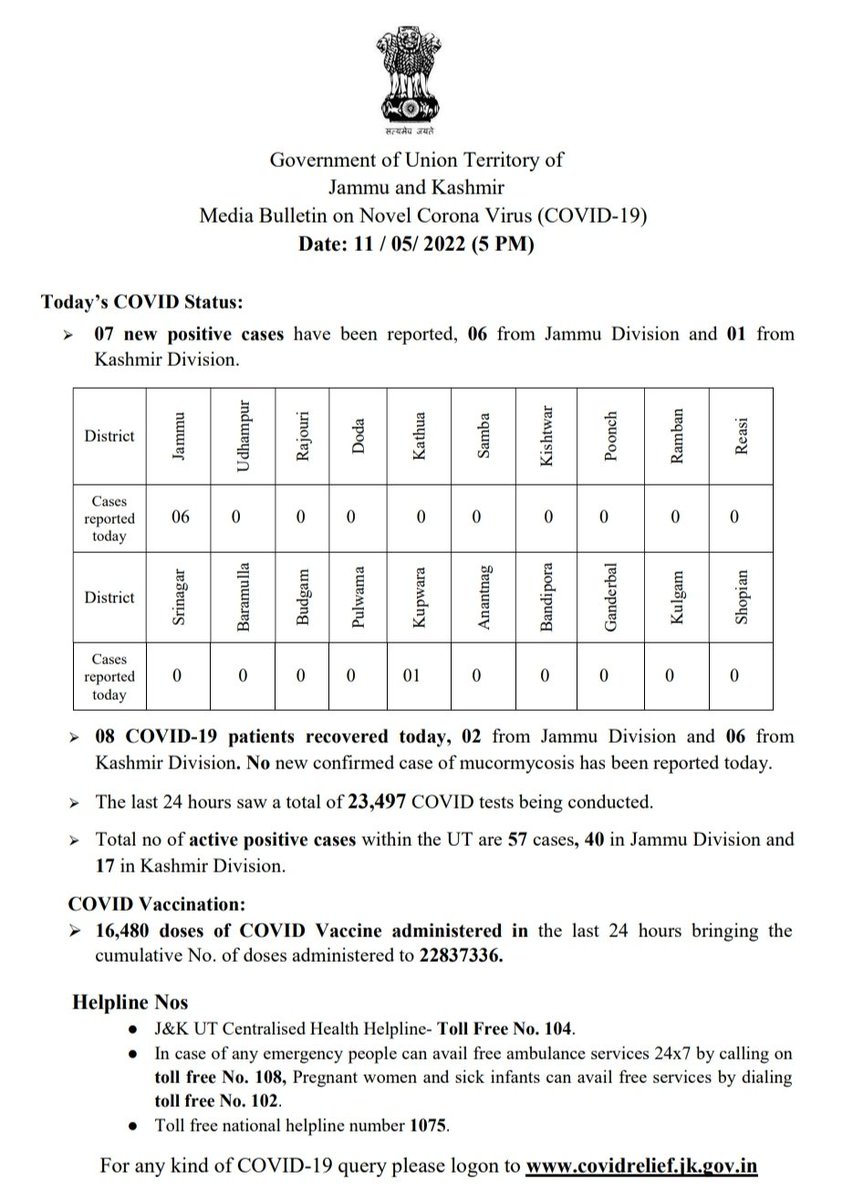 सत्यमेव जयते
Government of Union Territory of
Jammu and Kashmir
Media Bulletin on Novel Corona Virus (COVID-19)
Date: 11 / 05/ 2022 (5 PM)
Today’s COVID Status:
➢ 07 new positive cases have been reported, 06 from Jammu Division and 01 from
Kashmir Division.
District Jammu Udhampur Rajouri Doda Kathua Samba Kishtwar Poonch Ramban Reasi
Cases
reported
today
06 0 0 0 0 0 0 0 0 0
District Srinagar Baramulla Budgam Pulwama Kupwara Anantnag Bandipora Ganderbal Kulgam Shopian
Cases
reported
today
0 0 0 0 01 0 0 0 0 0
➢ 08 COVID-19 patients recovered today, 02 from Jammu Division and 06 from
Kashmir Division. No new confirmed case of mucormycosis has been reported today.
➢ The last 24 hours saw a total of 23,497 COVID tests being conducted.
➢ Total no of active positive cases within the UT are 57 cases, 40 in Jammu Division and
17 in Kashmir Division.
COVID Vaccination:
➢ 16,480 doses of COVID Vaccine administered in the last 24 hours bringing the
cumulative No. of doses administered to 22837336.
Helpline Nos
● J&K UT Centralised Health Helpline- Toll Free No. 104.
● In case of any emergency people can avail free ambulance services 24x7 by calling on
toll free No. 108, Pregnant women and sick infants can avail free services by dialing
toll free No. 102.
● Toll free national helpline number 1075.
For any kind of COVID-19 query please logon to www.covidrelief.jk.gov.in